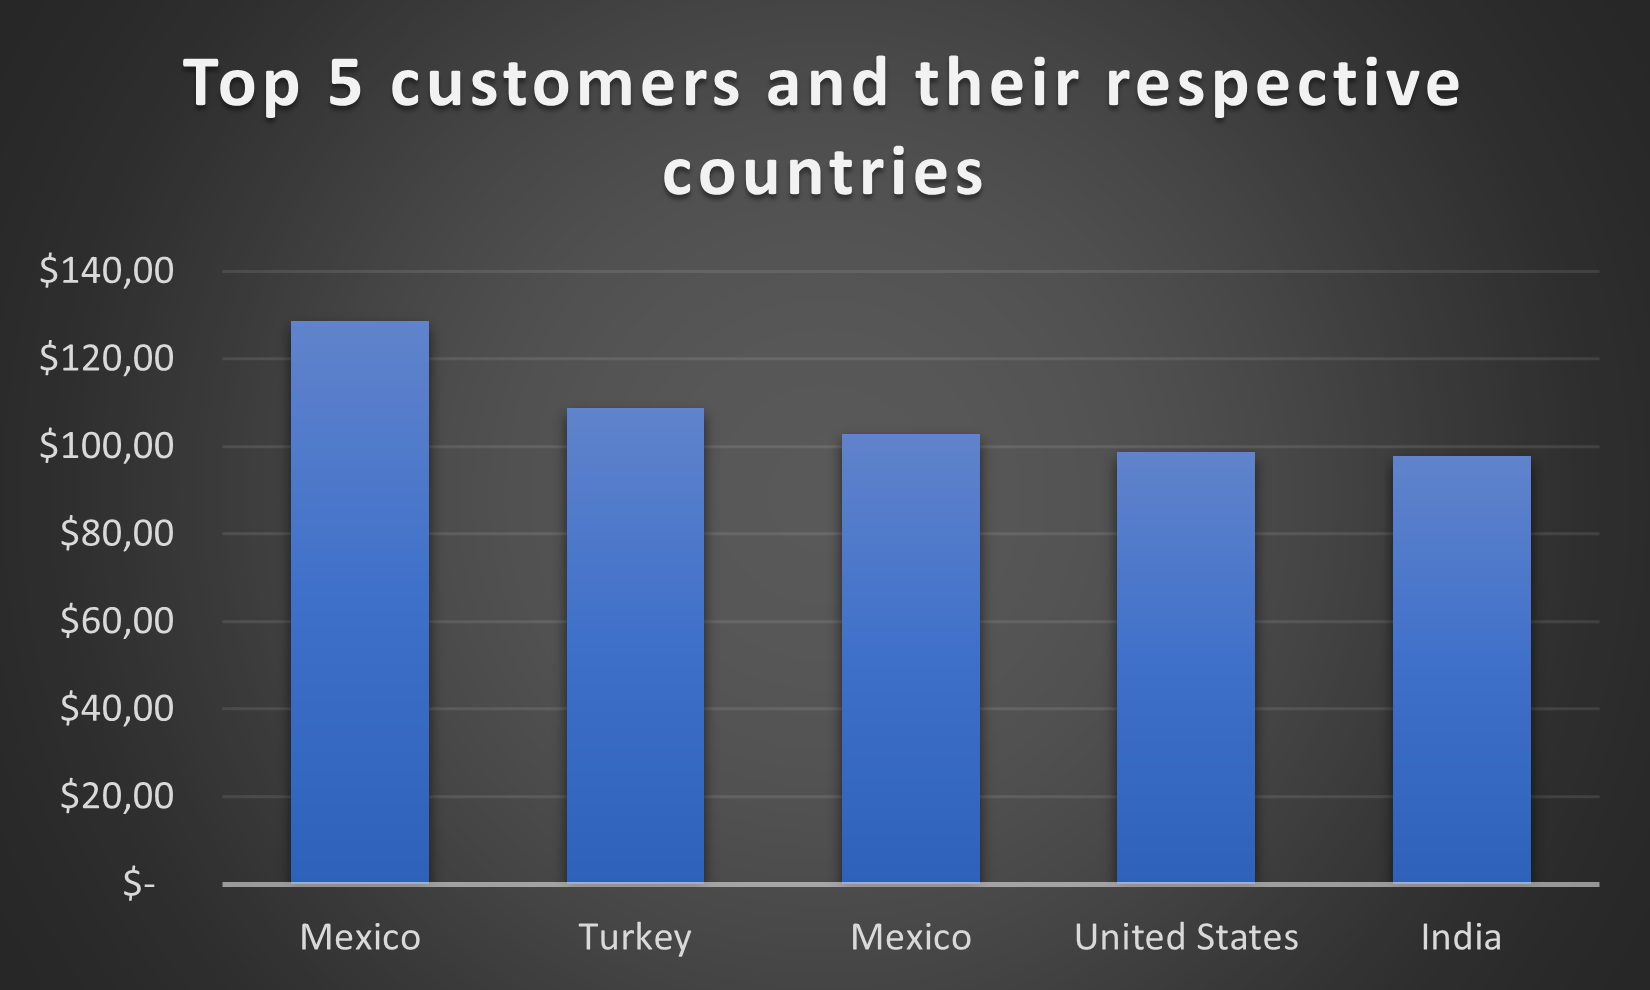 Top 5 customers and their respective
countries
$140,00
$120,00
$100,00
$80,00
$60,00
$40,00
$20,00
$-
Mexico Turkey Mexico United States India